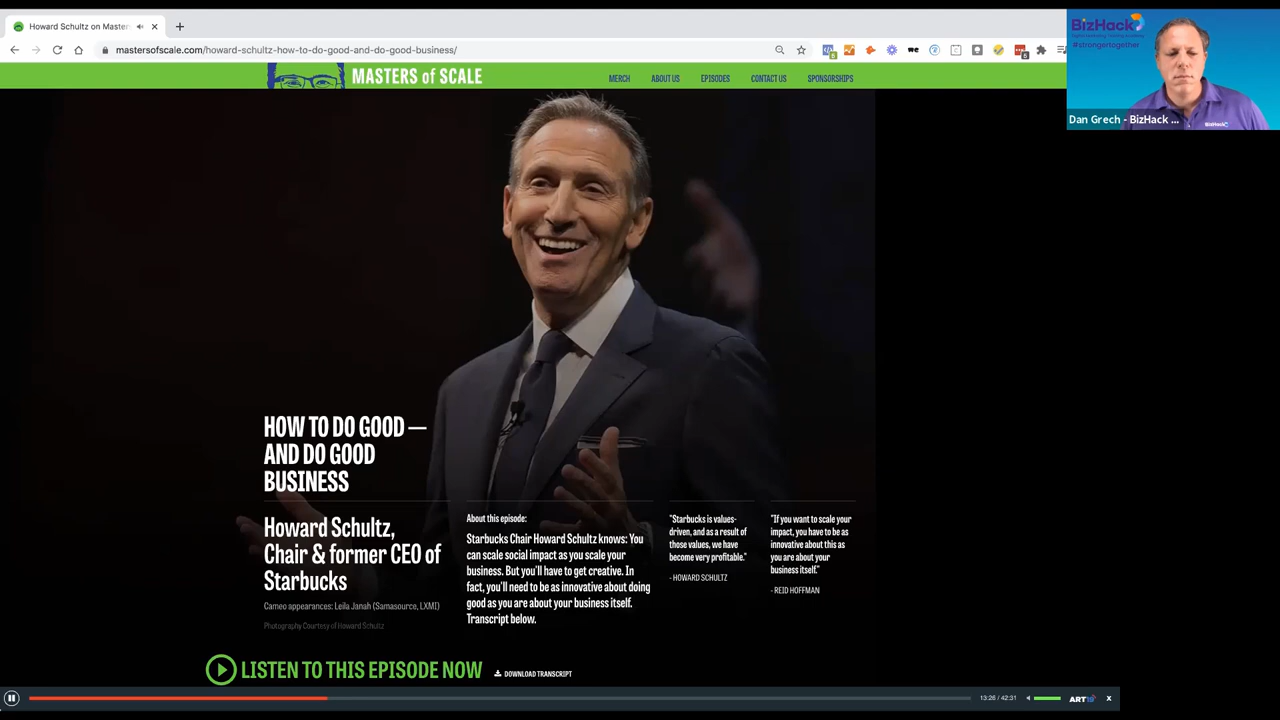 Howard Schultz on Master
mastersofscale.com/howard-schultz-how-to-do-good-and-do-good-business/
BizHack
#strongertogether
Dan Grech - BizHack ...
BizHack
MASTERS of SCALE
MERCH
ABOUT US
EPISODES
CONTACT US
SPONSORSHIPS
HOW TO DO GOOD —
AND DO GOOD
BUSINESS
Howard Schultz,
Chair & former CEO of
Starbucks
Cameo appearances: Leila Janah (Samasource, LXMI)
Photography Courtesy of Howard Schultz
About this episode:
Starbucks Chair Howard Schultz knows: You
can scale social impact as you scale your
business. But you'll have to get creative. In
fact, you'll need to be as innovative about doing
good as you are about your business itself.
Transcript below.
"Starbucks is values-
driven, and as a result of
those values, we have
become very profitable."
- HOWARD SCHULTZ
"If you want to scale your
impact, you have to be as
innovative about this as
you are about your
business itself."
- REID HOFFMAN
LISTEN TO THIS EPISODE NOW
DOWNLOAD TRANSCRIPT
13:26 / 42:31
ART19
X